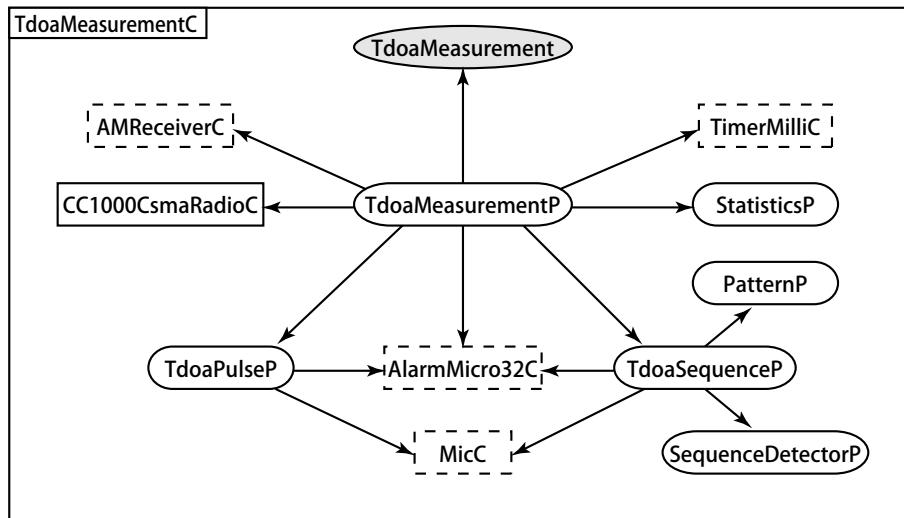 TdoaMeasurementC
TdoaMeasurement
AMReceiverC
TimerMilliC
CC1000CsmaRadioC
TdoaMeasurementP
StatisticsP
PatternP
TdoaPulseP
AlarmMicro32C
TdoaSequenceP
MicC
SequenceDetectorP